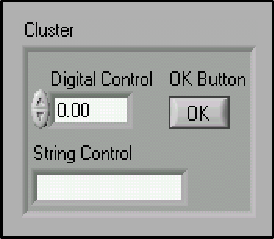 Cluster
Digital Control OK Button
0.00 OK
String Control